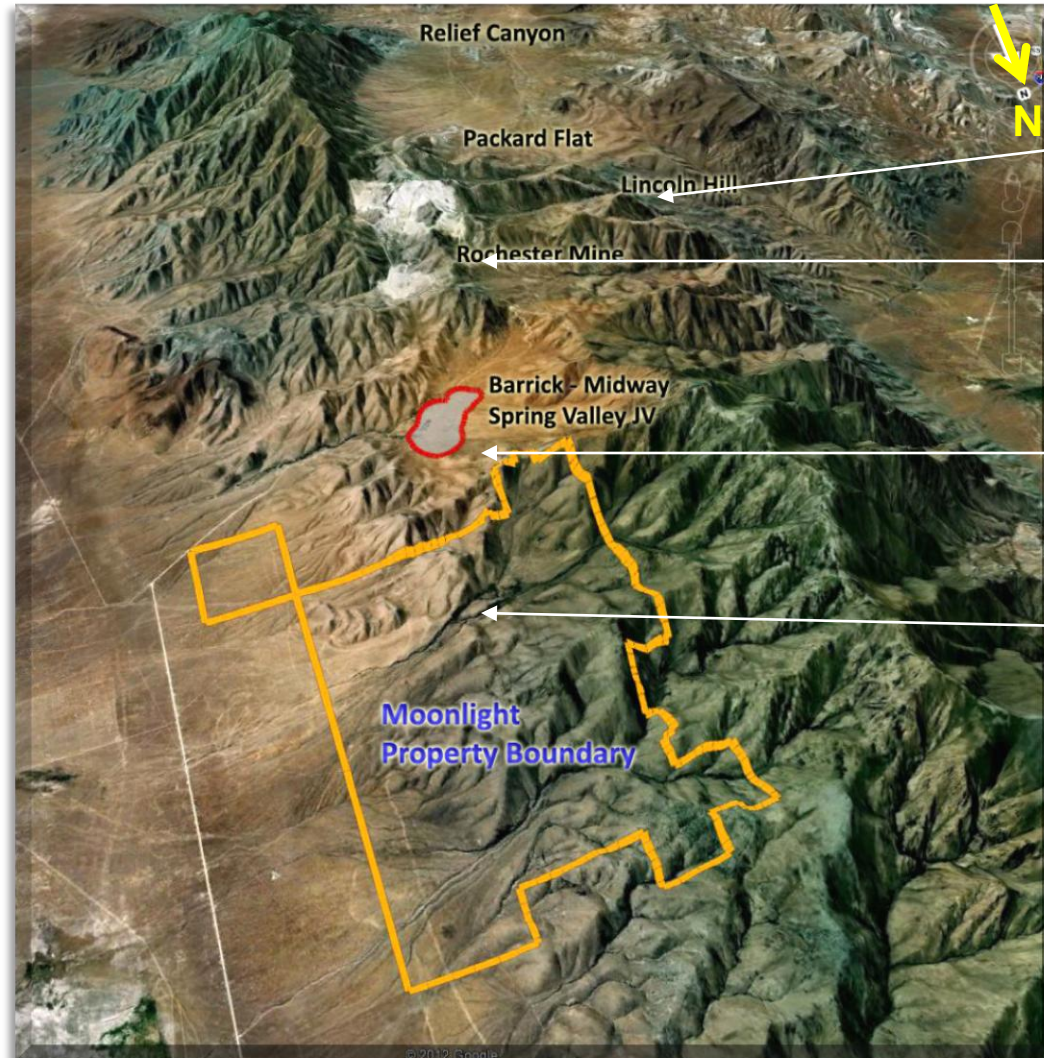 Relief Canyon
N
N
Packard Flat
Lincoln Hill
Rochester Mine
Barrick - Midway
Spring Valley JV
Moonlight
Property Boundary
© 2012 Google